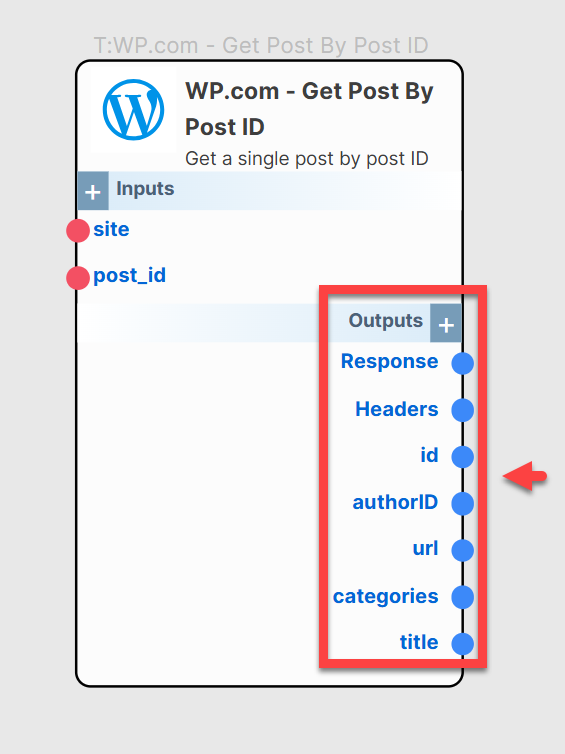 T:WP.com - Get Post By Post ID
WP.com - Get Post By
Post ID
Get a single post by post ID
+ Inputs
site
post_id
Outputs +
Response
Headers
id
authorID
url
categories
title